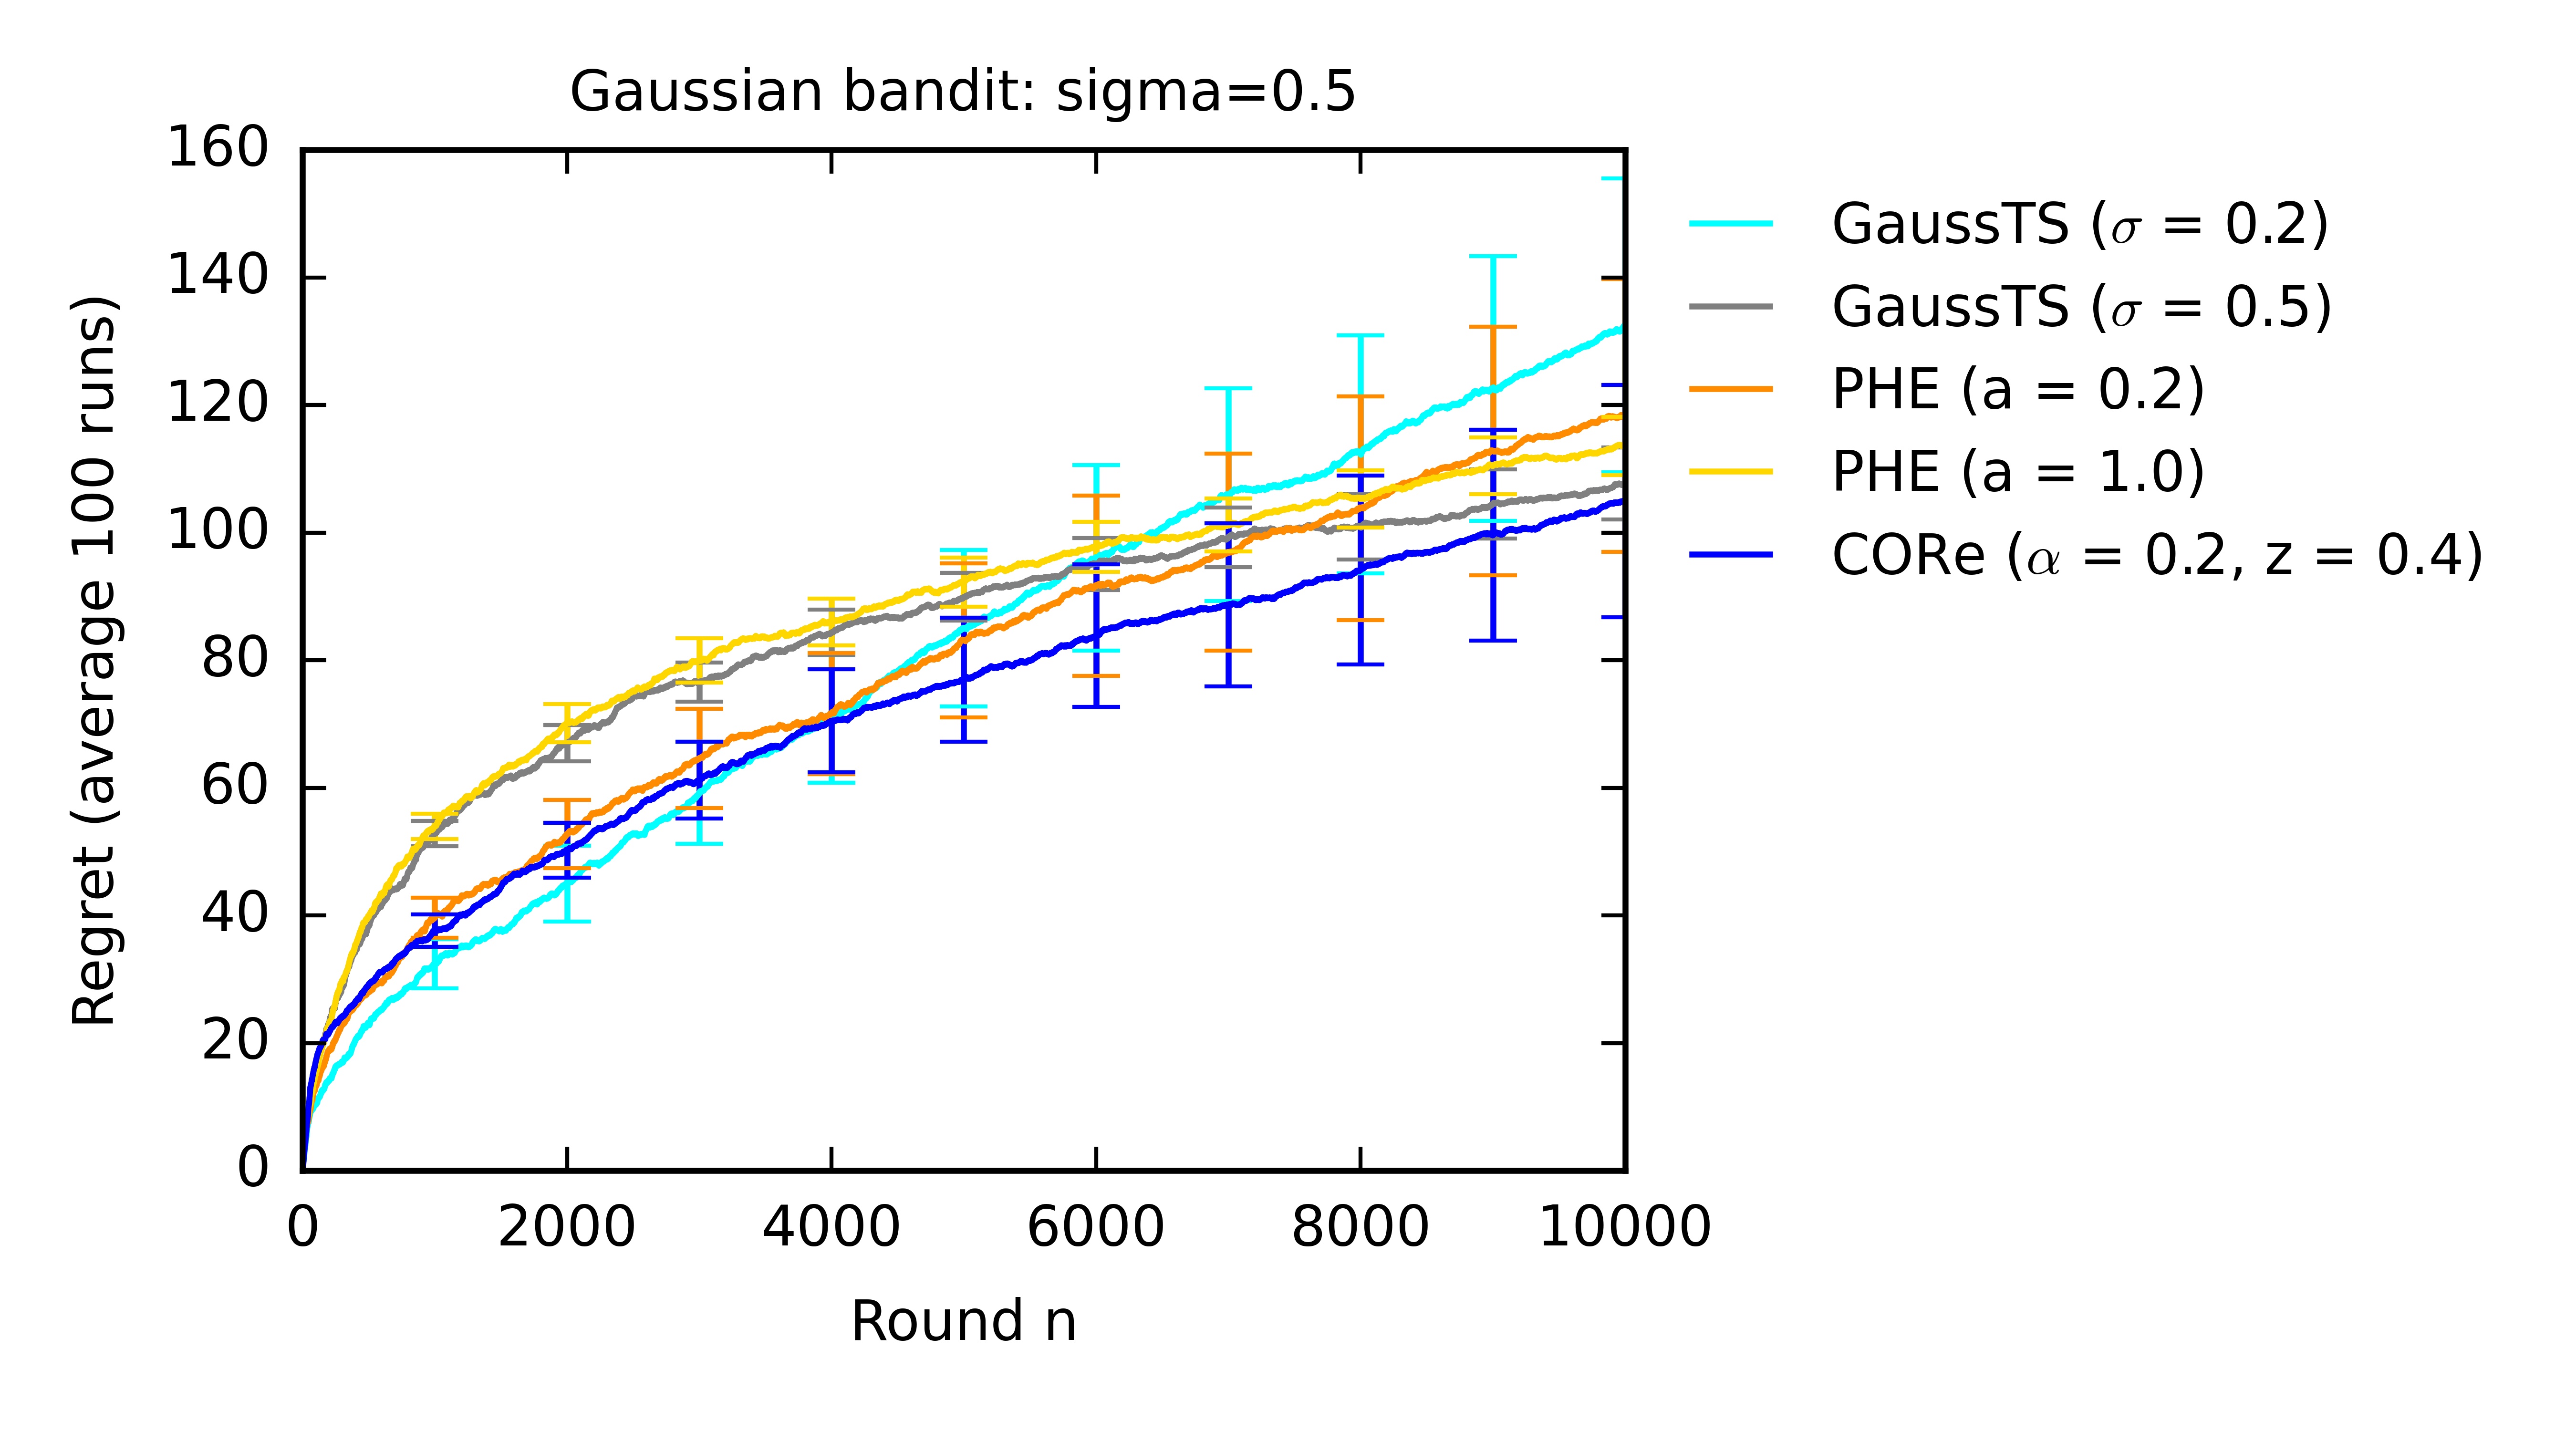 Gaussian bandit: sigma=0.5
160
140
120
100
80
60
40
20
0
Regret (average 100 runs)
0 2000 4000 6000 8000 10000
Round n
GaussTS (σ = 0.2)
GaussTS (σ = 0.5)
PHE (a = 0.2)
PHE (a = 1.0)
CORe (α = 0.2, z = 0.4)